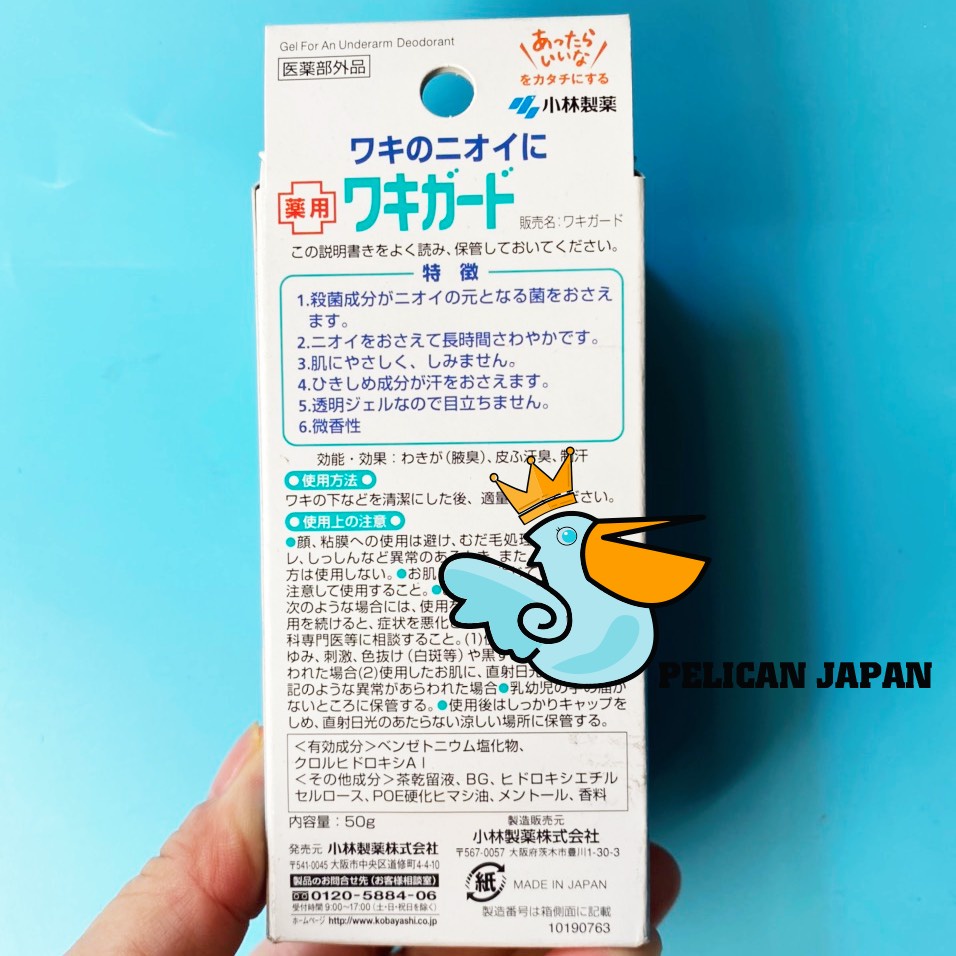 Gel For An Underarm Deodorant
医薬部外品
あったら
いいな
をカタチにする
小林製薬
ワキのニオイに
薬用
ワキガード
販売名:ワキガード
この説明書きをよく読み、保管しておいてください。
特徴
1.殺菌成分がニオイの元となる菌をおさえ
ます。
2.ニオイをおさえて長時間さわやかです。
3.肌にやさしく、しみません。
4.ひきしめ成分が汗をおさえます。
5.透明ジェルなので目立ちません。
6.微香性
効能・効果:わきが(腋臭)、皮ふ汗臭、制汗
●使用方法●
ワキの下などを清潔にした後、適量 ださい。
●使用上の注意●
●顔、粘膜への使用は避け、むだ毛処理
レ、しっしんなど異常のあるとき、また
方は使用しない。●お肌
注意して使用すること。●
次のような場合には、使用を
用を続けると、症状を悪化
科専門医等に相談すること。(1)使
ゆみ、刺激、色抜け(白斑等)や黒ず
われた場合(2)使用したお肌に、直射日光
記のような異常があらわれた場合●乳幼児の手の届か
ないところに保管する。●使用後はしっかりキャップを
しめ、直射日光のあたらない涼しい場所に保管する。
PELICAN JAPAN
<有効成分>ベンゼトニウム塩化物、
クロルヒドロキシAl
<その他成分>茶乾留液、BG、ヒドロキシエチル
セルロース、POE硬化ヒマシ油、メントール、香料
内容量:50g
製造販売元
小林製薬株式会社
〒567-0057 大阪府茨木市豊川1-30-3
発売元 小林製薬株式会社
〒541-0045 大阪市中央区道修町4-4-10
製品のお問合せ先(お客様相談室)
0120-5884-06
受付時間 9:00~17:00(土・日・祝日を除く)
ホームページ http://www.kobayashi.co.jp
紙
MADE IN JAPAN
製造番号は箱側面に記載
10190763